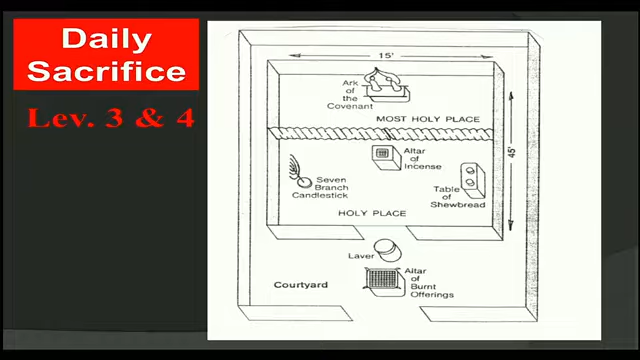 Daily
Sacrifice
Lev. 3 & 4
15'
Ark
of
the
Covenant
MOST HOLY PLACE
Altar
of
Incense
45'
Seven
Branch
Candlestick
Table
of
Shewbread
HOLY PLACE
Laver
Altar
of
Burnt
Offerings
Courtyard